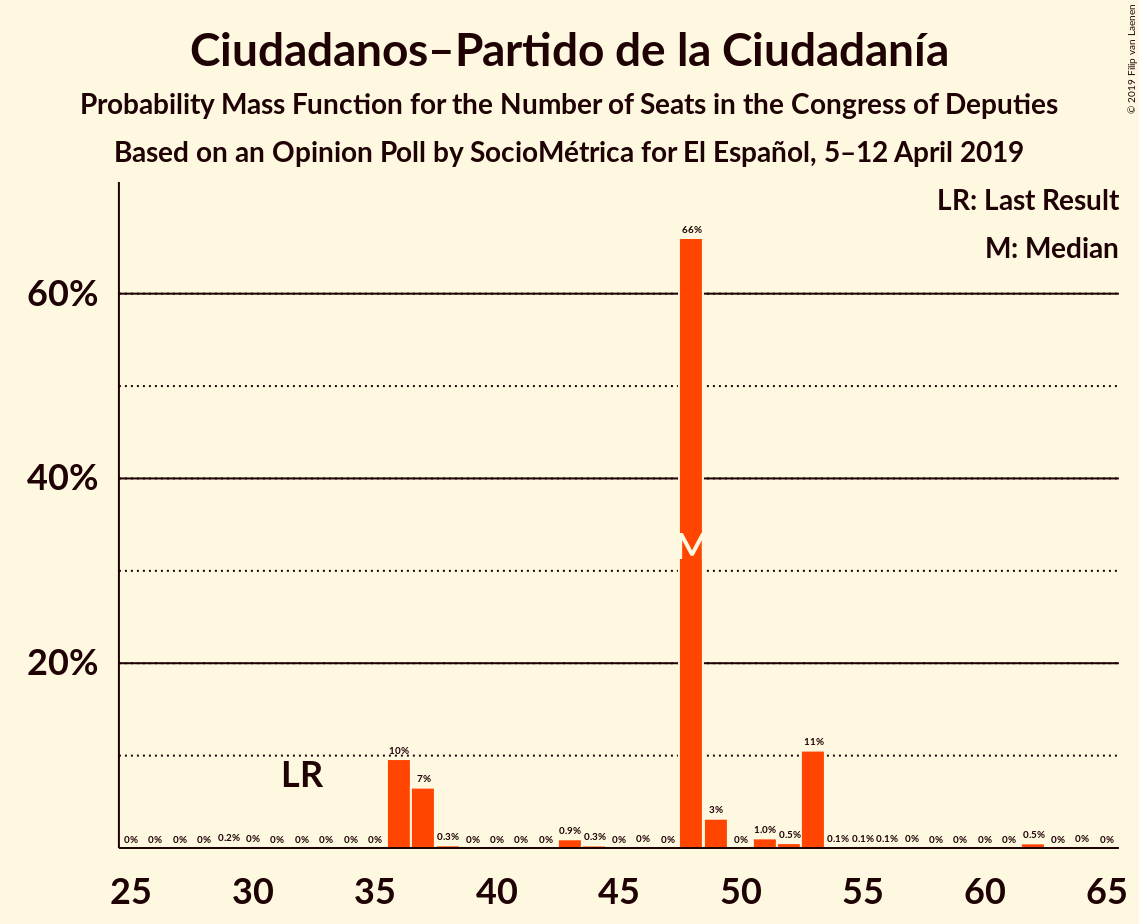 Ciudadanos–Partido de la Ciudadanía
Probability Mass Function for the Number of Seats in the Congress of Deputies
Based on an Opinion Poll by SocioMétrica for El Español, 5–12 April 2019
© 2019 Filip van Laenen
LR: Last Result
M: Median
60%
40%
20%
LR
M
0% 0% 0% 0% 0.2% 0% 0% 0% 0% 0% 0% 10% 7% 0.3% 0% 0% 0% 0% 0.9% 0.3% 0% 0% 0% 66% 3% 0% 1.0% 0.5% 11% 0.1% 0.1% 0.1% 0% 0% 0% 0% 0% 0.5% 0% 0% 0%
25 30 35 40 45 50 55 60 65